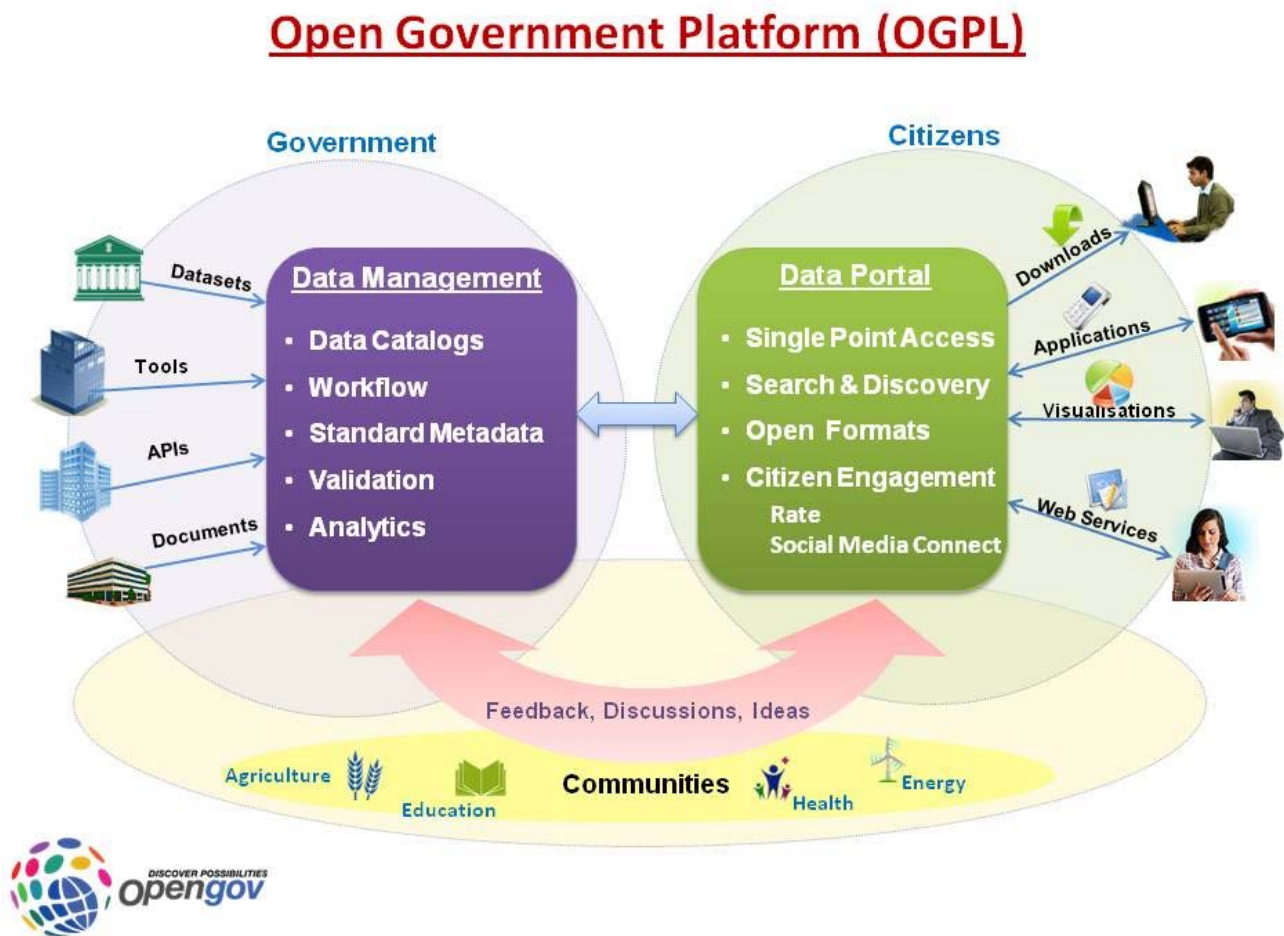 Open Government Platform (OGPL)
Government
Citizens
Datasets
Tools
APIs
Documents
Data Management
• Data Catalogs
• Workflow
• Standard Metadata
• Validation
• Analytics
Data Portal
• Single Point Access
• Search & Discovery
• Open Formats
• Citizen Engagement
Rate
Social Media Connect
Downloads
Applications
Visualisations
Web Services
Feedback, Discussions, Ideas
Agriculture
Education
Communities
Health
Energy
DISCOVER POSSIBILITIES
opengov